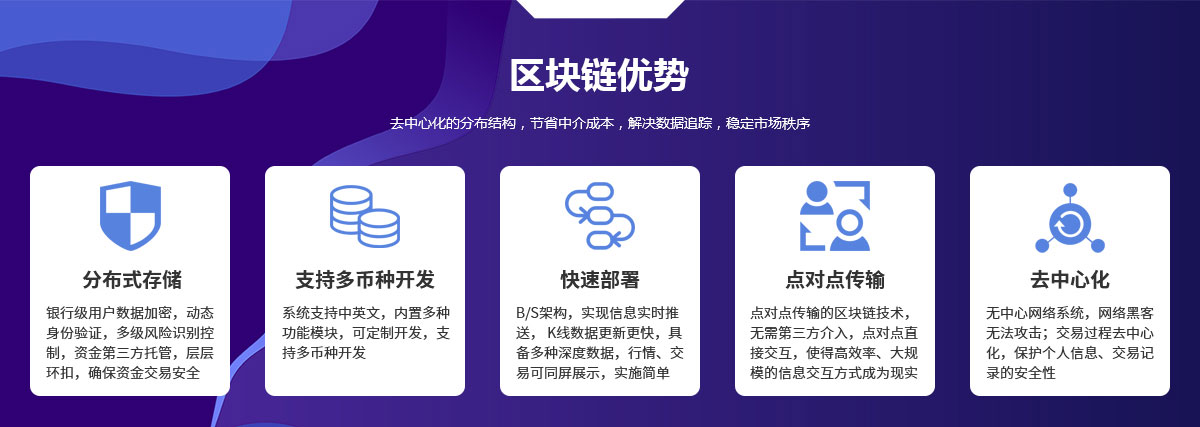 区块链优势
去中心化的分布结构，节省中介成本，解决数据追踪，稳定市场秩序
分布式存储
银行级用户数据加密，动态
身份验证，多级风险识别控
制，资金第三方托管，层层
环扣，确保资金交易安全
支持多币种开发
系统支持中英文，内置多种
功能模块，可定制开发，支
持多币种开发
快速部署
B/S架构，实现信息实时推
送， K线数据更新更快，具
备多种深度数据，行情、交
易可同屏展示，实施简单
点对点传输
点对点传输的区块链技术，
无需第三方介入，点对点直
接交互，使得高效率、大规
模的信息交互方式成为现实
去中心化
无中心网络系统，网络黑客
无法攻击；交易过程去中心
化，保护个人信息、交易记
录的安全性